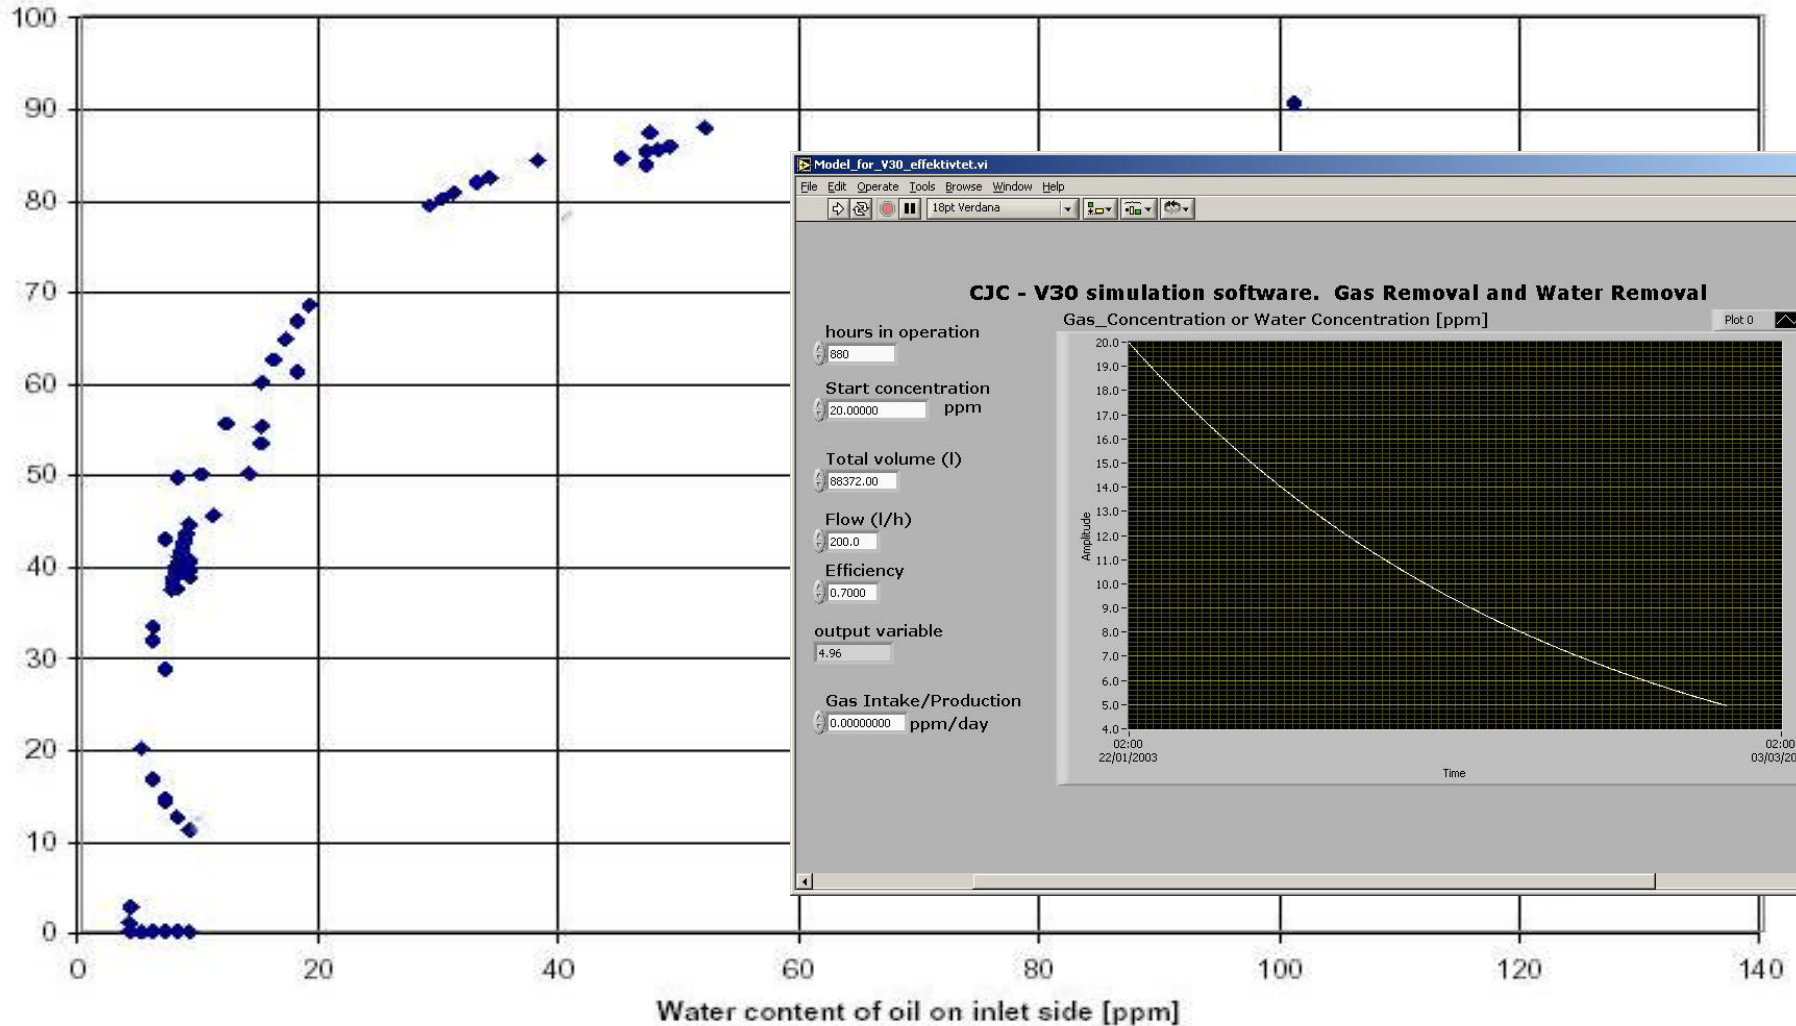 100
90
80
70
60
50
40
30
20
10
0
0 20 40 60 80 100 120 140
Water content of oil on inlet side [ppm]
Model_for_V30_effektivtet.vi
File Edit Operate Tools Browse Window Help
18pt Verdana
CJC - V30 simulation software. Gas Removal and Water Removal
hours in operation
880
Start concentration
20.00000 ppm
Total volume (l)
88372.00
Flow (l/h)
200.0
Efficiency
0.7000
output variable
4.96
Gas Intake/Production
0.00000000 ppm/day
Gas_Concentration or Water Concentration [ppm]
Plot 0
20.0
19.0
18.0
17.0
16.0
15.0
14.0
13.0
12.0
11.0
10.0
9.0
8.0
7.0
6.0
5.0
4.0
Amplitude
02:00 02:00
22/01/2003 03/03/20
Time